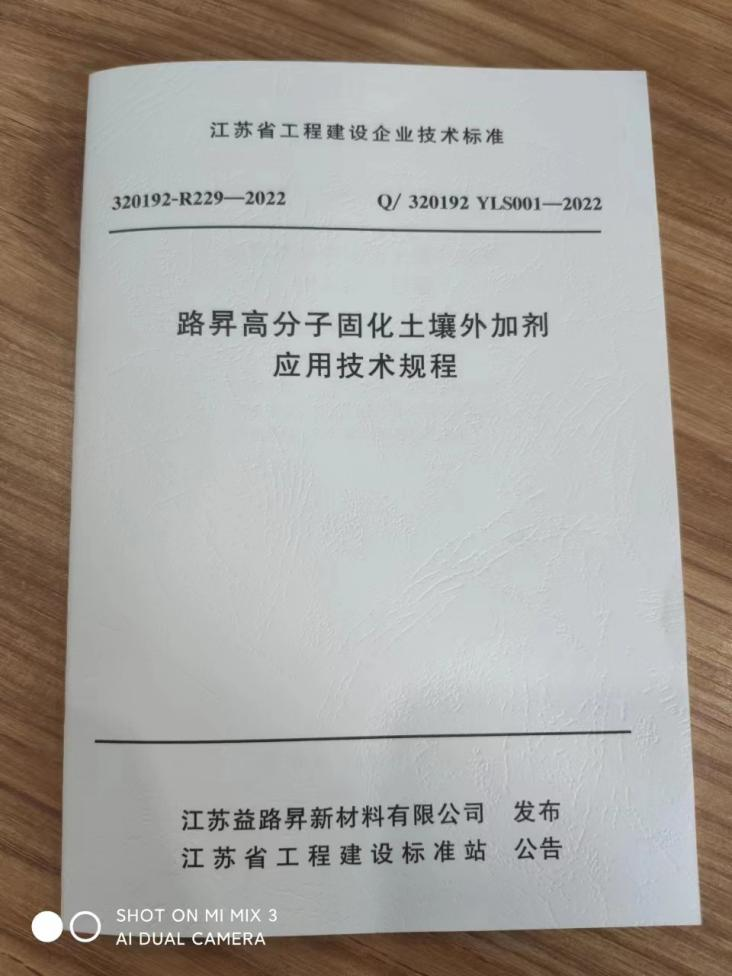 江苏省工程建设企业技术标准
320192-R229—2022 Q/ 320192 YLS001—2022
路昇高分子固化土壤外加剂
应用技术规程
江苏益路昇新材料有限公司 发布
江苏省工程建设标准站 公告
SHOT ON MI MIX 3
AI DUAL CAMERA